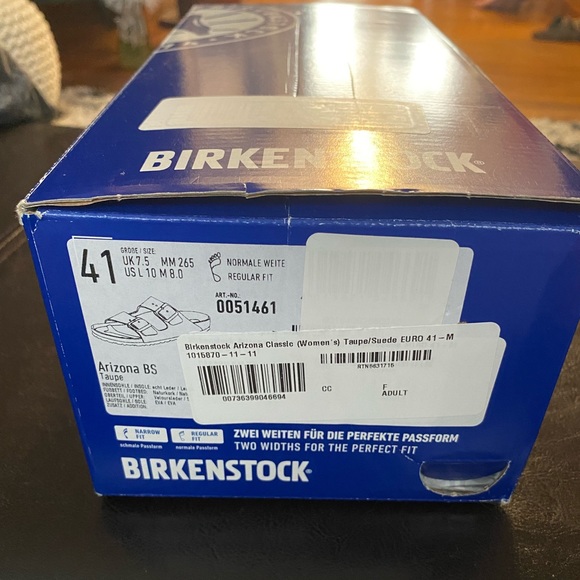 BIRKENSTOCK
41
GRÖßE/SIZE:
UK 7.5 MM 265
US L 10 M 8.0
NORMALE WEITE
REGULAR FIT
ART.-NO.:
0051461
Birkenstock Arizona Classic (Women's) Taupe/Suede EURO 41-M
1015870-11-11
RTN5631716
00736399046694
CC
F
ADULT
Arizona BS
Taupe
NARROW
FIT
schmale Passform
REGULAR
FIT
normale Passform
ZWEI WEITEN FÜR DIE PERFEKTE PASSFORM
TWO WIDTHS FOR THE PERFECT FIT
BIRKENSTOCK